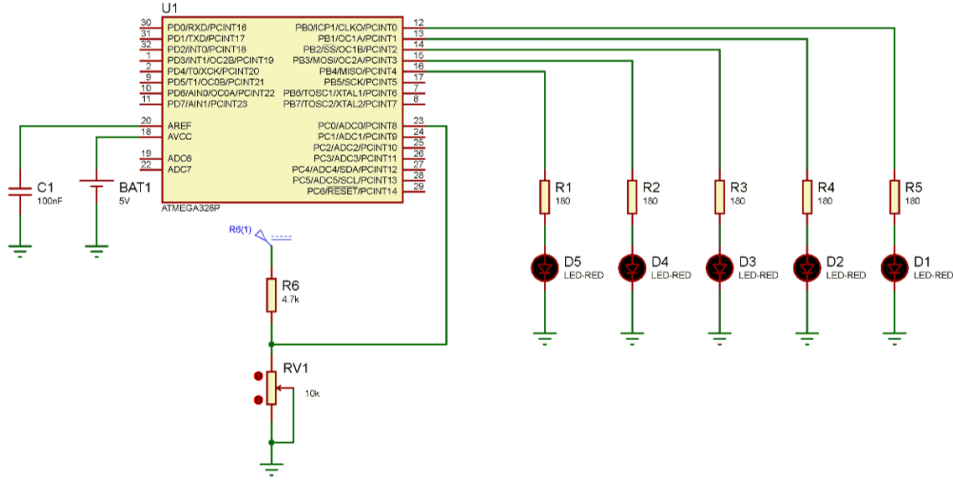 U1
30 PD0/RXD/PCINT16 PB0/ICP1/CLKO/PCINT0 12
31 PD1/TXD/PCINT17 PB1/OC1A/PCINT1 13
32 PD2/INT0/PCINT18 PB2/SS/OC1B/PCINT2 14
1 PD3/INT1/OC2B/PCINT19 PB3/MOSI/OC2A/PCINT3 15
2 PD4/T0/XCK/PCINT20 PB4/MISO/PCINT4 16
9 PD5/T1/OC0B/PCINT21 PB5/SCK/PCINT5 17
10 PD6/AIN0/OC0A/PCINT22 PB6/TOSC1/XTAL1/PCINT6 7
11 PD7/AIN1/PCINT23 PB7/TOSC2/XTAL2/PCINT7 8
20 AREF PC0/ADC0/PCINT8 23
18 AVCC PC1/ADC1/PCINT9 24
PC2/ADC2/PCINT10 25
19 ADC6 PC3/ADC3/PCINT11 26
22 ADC7 PC4/ADC4/SDA/PCINT12 27
PC5/ADC5/SCL/PCINT13 28
PC6/RESET/PCINT14 29
ATMEGA328P
C1
100nF
BAT1
5V
R1
180
R2
180
R3
180
R4
180
R5
180
R6(1)
D5
LED-RED
D4
LED-RED
D3
LED-RED
D2
LED-RED
D1
LED-RED
R6
4.7k
RV1
10k